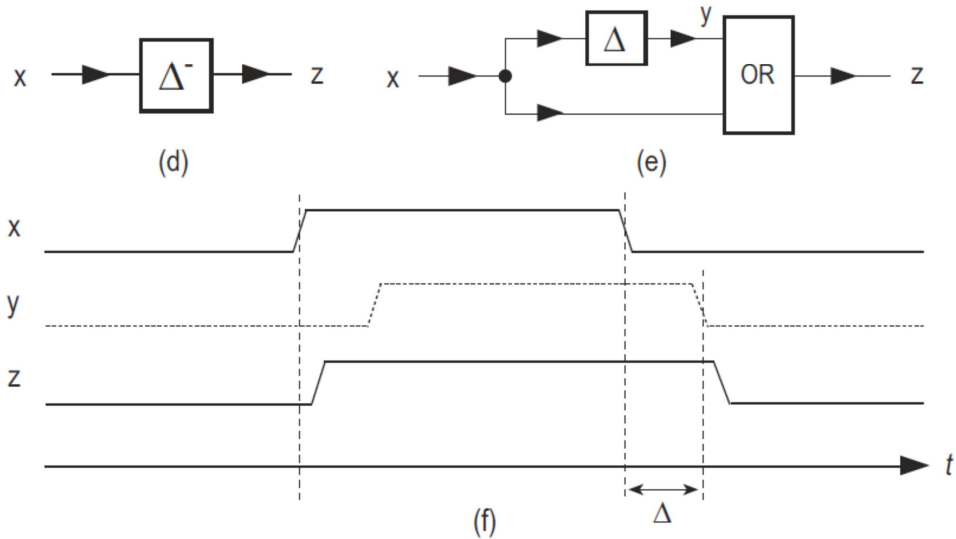 y
x Δ⁻ z x Δ OR z
(d) (e)
x
y
z
t
Δ
(f)